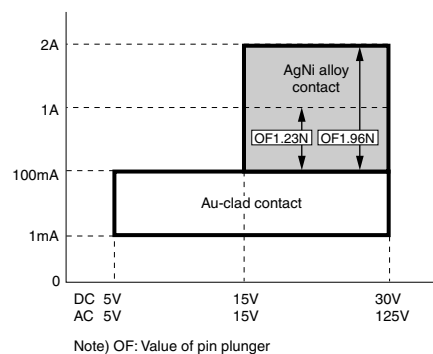 2A
AgNi alloy
contact
1A
OF1.23N OF1.96N
100mA
Au-clad contact
1mA
0
DC 5V 15V 30V
AC 5V 15V 125V
Note) OF: Value of pin plunger